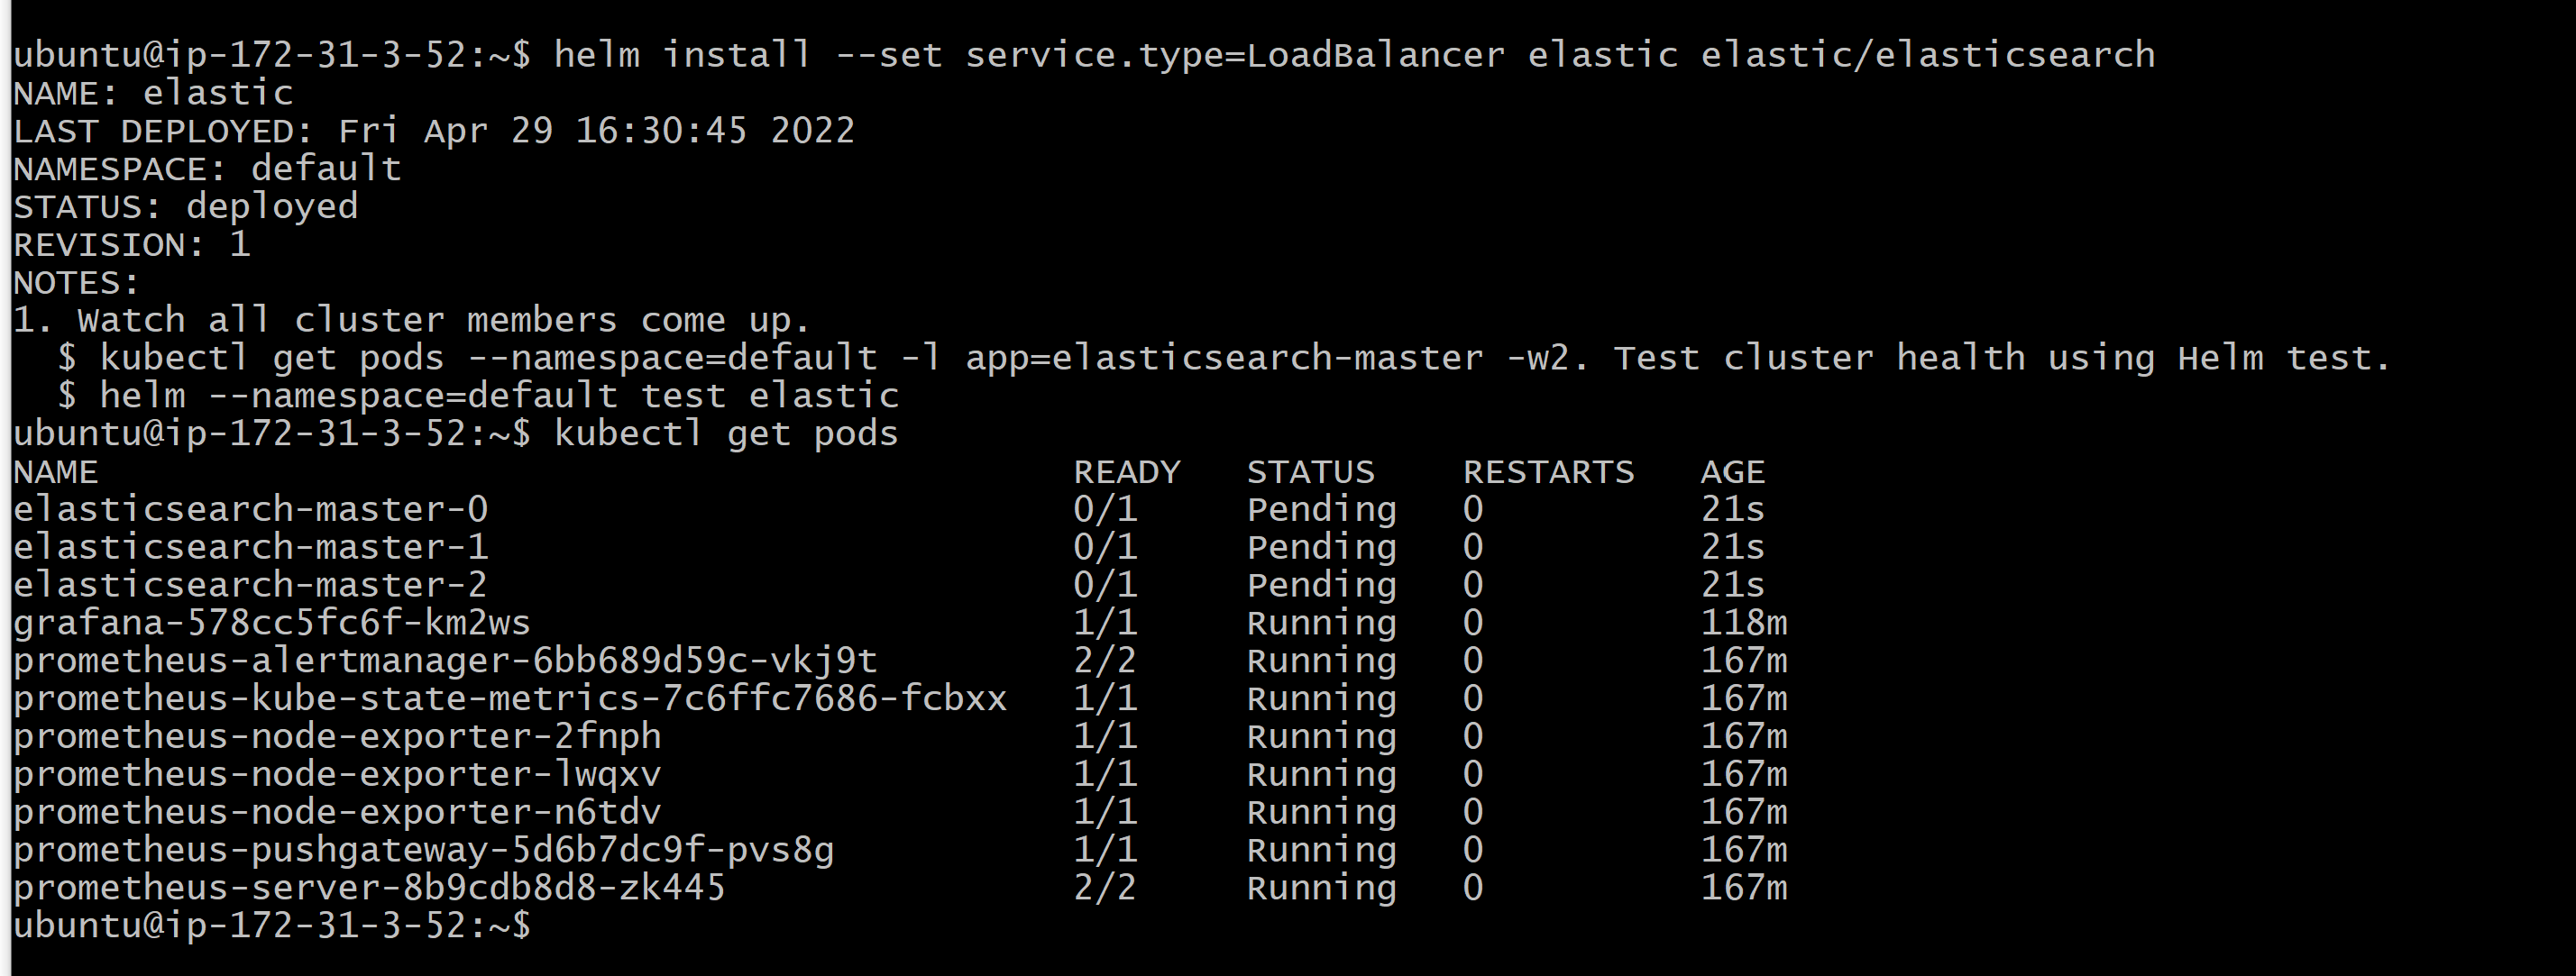 ubuntu@ip-172-31-3-52:~$ helm install --set service.type=LoadBalancer elastic elastic/elasticsearch
NAME: elastic
LAST DEPLOYED: Fri Apr 29 16:30:45 2022
NAMESPACE: default
STATUS: deployed
REVISION: 1
NOTES:
1. Watch all cluster members come up.
  $ kubectl get pods --namespace=default -l app=elasticsearch-master -w2. Test cluster health using Helm test.
  $ helm --namespace=default test elastic
ubuntu@ip-172-31-3-52:~$ kubectl get pods
NAME                                             READY   STATUS    RESTARTS   AGE
elasticsearch-master-0                           0/1     Pending   0          21s
elasticsearch-master-1                           0/1     Pending   0          21s
elasticsearch-master-2                           0/1     Pending   0          21s
grafana-578cc5fc6f-km2ws                         1/1     Running   0          118m
prometheus-alertmanager-6bb689d59c-vkj9t         2/2     Running   0          167m
prometheus-kube-state-metrics-7c6ffc7686-fcbxx   1/1     Running   0          167m
prometheus-node-exporter-2fnph                   1/1     Running   0          167m
prometheus-node-exporter-lwqxv                   1/1     Running   0          167m
prometheus-node-exporter-n6tdv                   1/1     Running   0          167m
prometheus-pushgateway-5d6b7dc9f-pvs8g           1/1     Running   0          167m
prometheus-server-8b9cdb8d8-zk445                2/2     Running   0          167m
ubuntu@ip-172-31-3-52:~$